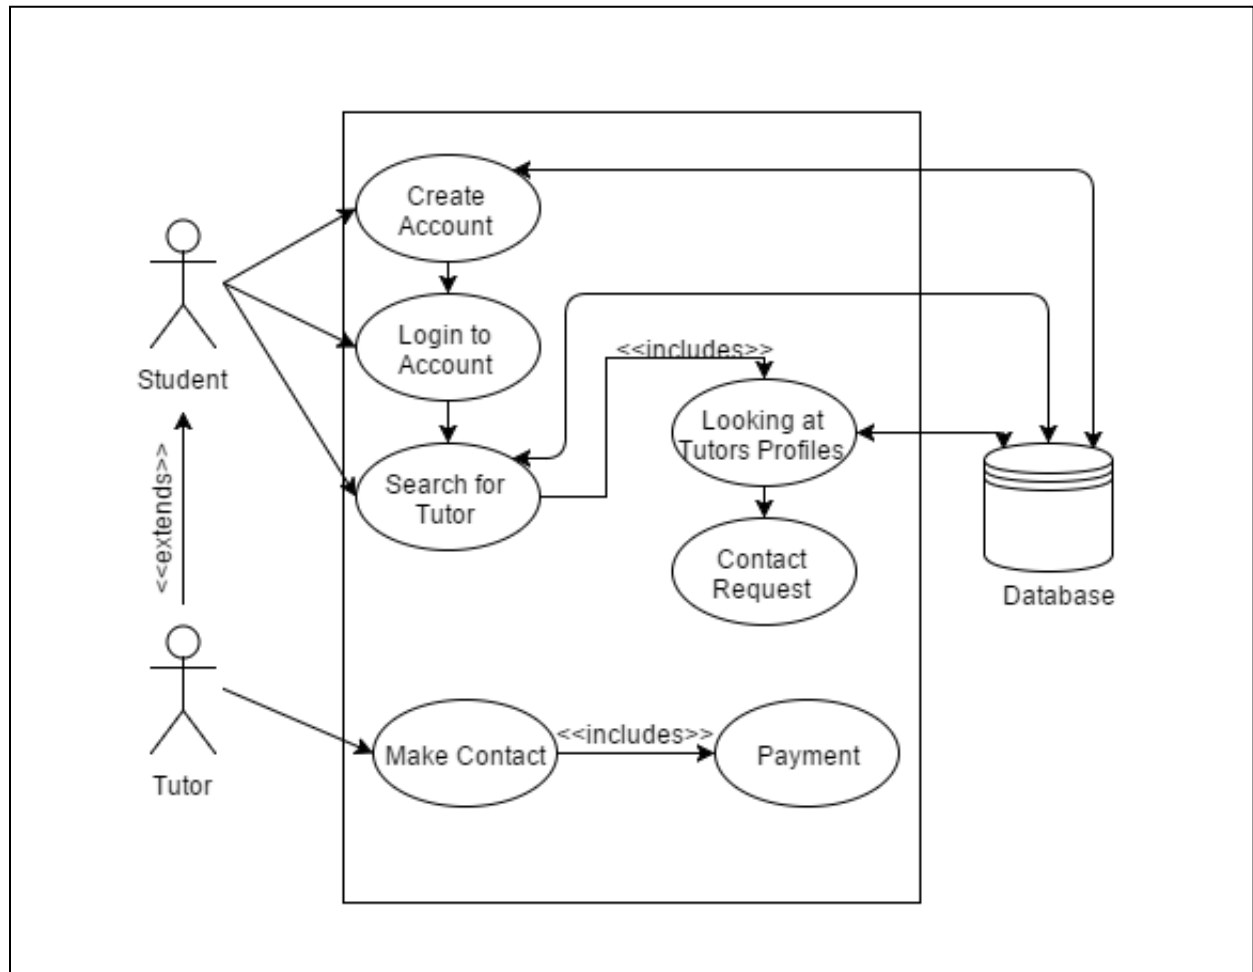 Create
Account
Login to
Account
<<includes>>
Student
Looking at
Tutors Profiles
Search for
Tutor
<<extends>>
Contact
Request
Database
<<includes>>
Make Contact
Payment
Tutor